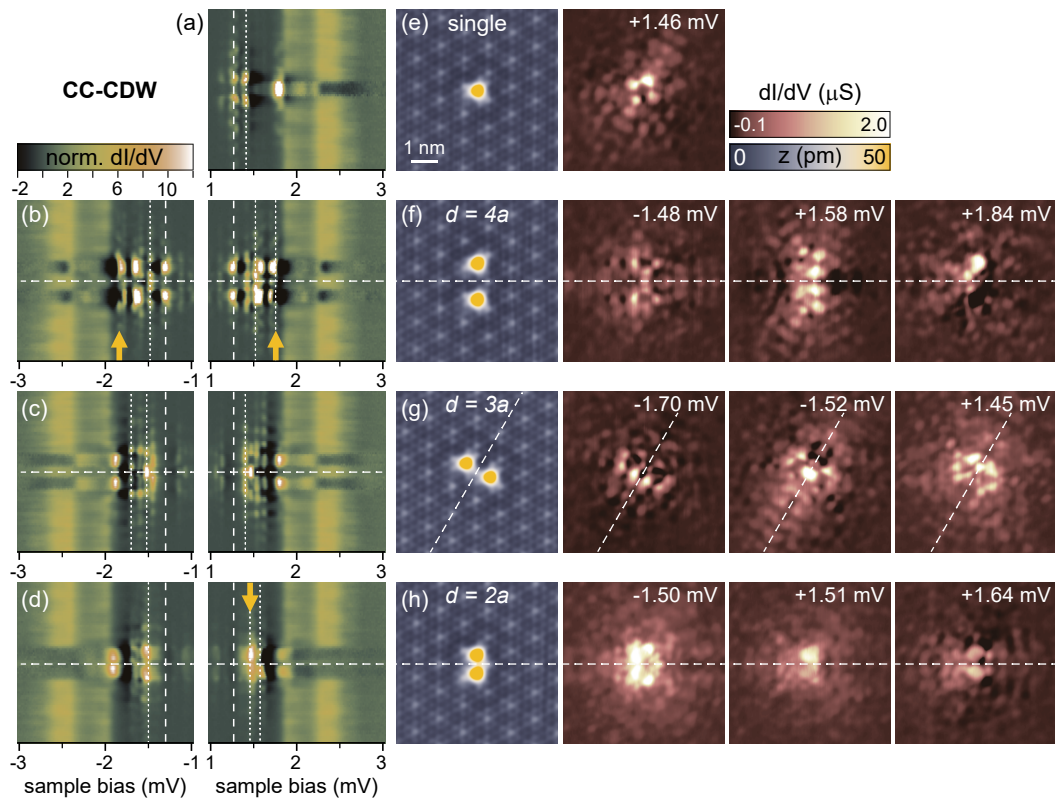 (a)
(e)
single
+1.46 mV
CC-CDW
dI/dV (μS)
-0.1
2.0
norm. dI/dV
-2 2 6 10
1 nm
0 z (pm) 50
1 2 3
(b)
(f)
d = 4a
-1.48 mV
+1.58 mV
+1.84 mV
-3 -2 -1
1 2 3
(c)
(g)
d = 3a
-1.70 mV
-1.52 mV
+1.45 mV
-3 -2 -1
1 2 3
(d)
(h)
d = 2a
-1.50 mV
+1.51 mV
+1.64 mV
-3 -2 -1
1 2 3
sample bias (mV)
sample bias (mV)